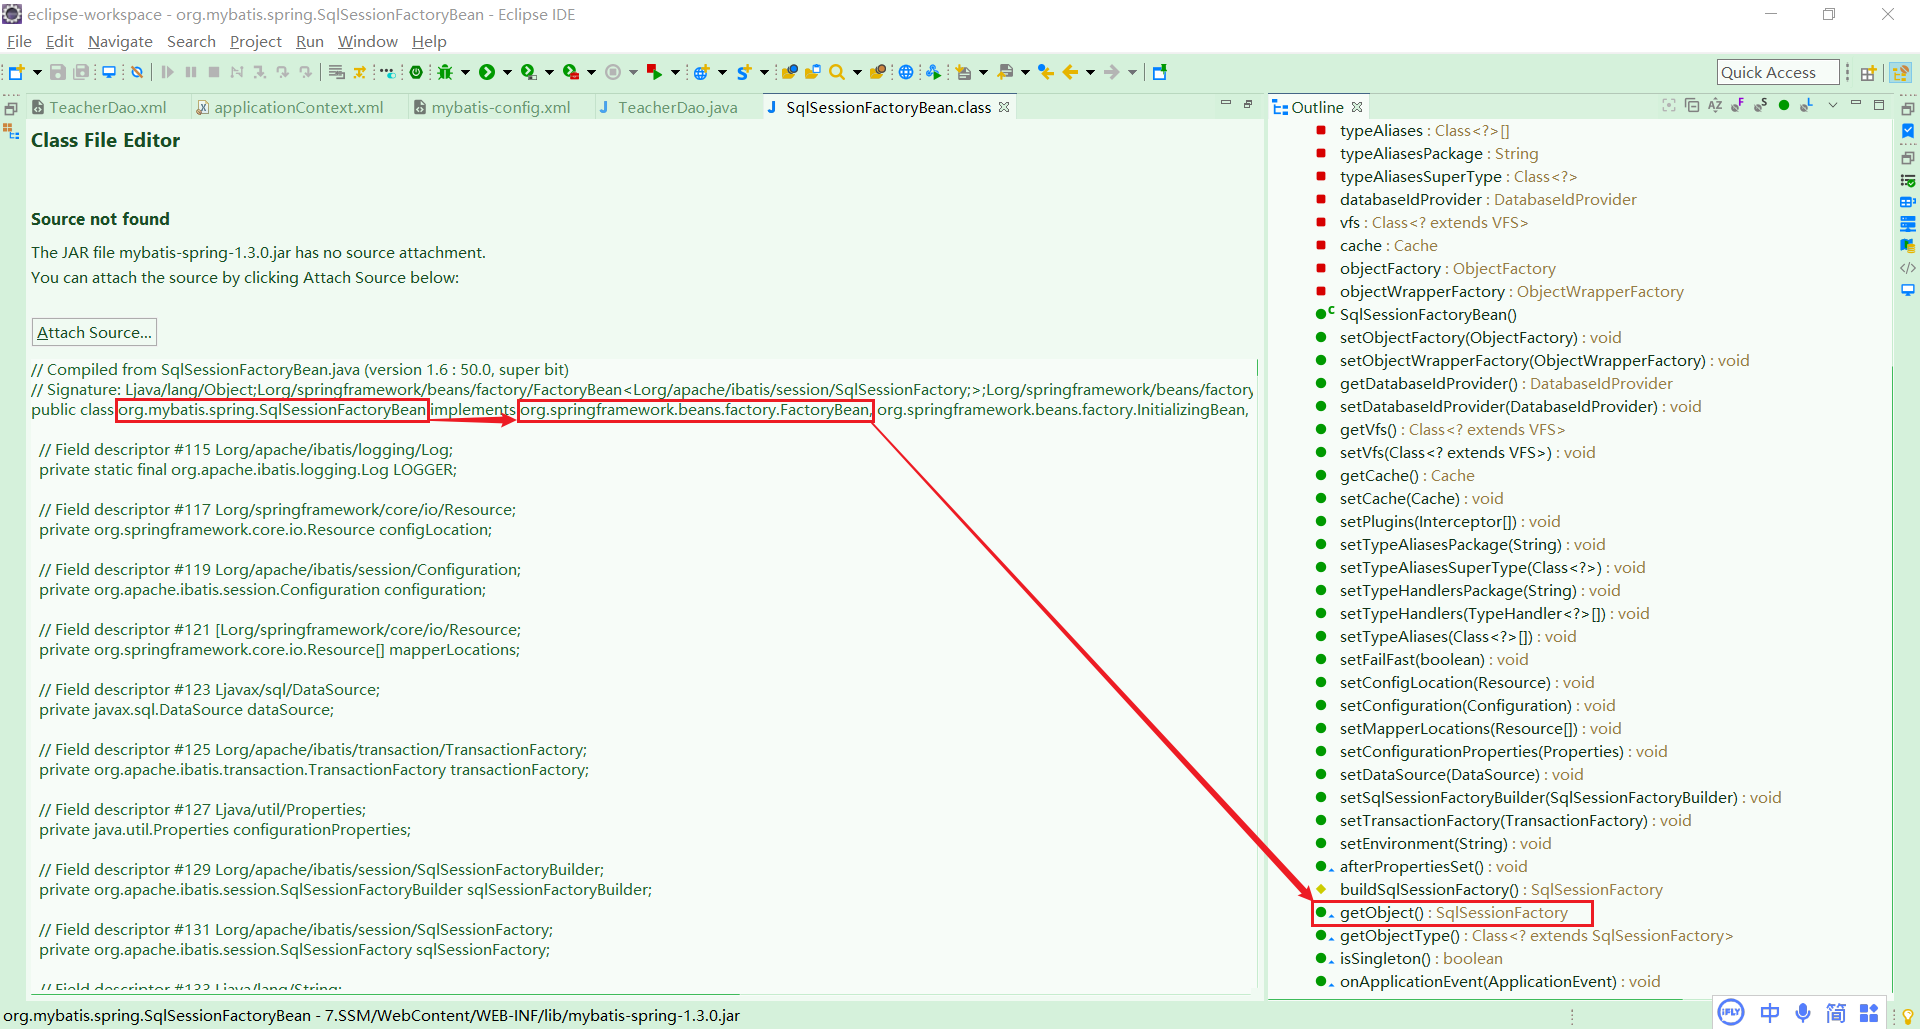 eclipse-workspace - org.mybatis.spring.SqlSessionFactoryBean - Eclipse IDE
File Edit Navigate Search Project Run Window Help
Quick Access
TeacherDao.xml applicationContext.xml mybatis-config.xml TeacherDao.java SqlSessionFactoryBean.class
Class File Editor
Source not found
The JAR file mybatis-spring-1.3.0.jar has no source attachment.
You can attach the source by clicking Attach Source below:
Attach Source...
// Compiled from SqlSessionFactoryBean.java (version 1.6 : 50.0, super bit)
// Signature: Ljava/lang/Object;Lorg/springframework/beans/factory/FactoryBean<Lorg/apache/ibatis/session/SqlSessionFactory;>;Lorg/springframework/beans/factory
public class org.mybatis.spring.SqlSessionFactoryBean implements org.springframework.beans.factory.FactoryBean, org.springframework.beans.factory.InitializingBean,
// Field descriptor #115 Lorg/apache/ibatis/logging/Log;
private static final org.apache.ibatis.logging.Log LOGGER;
// Field descriptor #117 Lorg/springframework/core/io/Resource;
private org.springframework.core.io.Resource configLocation;
// Field descriptor #119 Lorg/apache/ibatis/session/Configuration;
private org.apache.ibatis.session.Configuration configuration;
// Field descriptor #121 [Lorg/springframework/core/io/Resource;
private org.springframework.core.io.Resource[] mapperLocations;
// Field descriptor #123 Ljavax/sql/DataSource;
private javax.sql.DataSource dataSource;
// Field descriptor #125 Lorg/apache/ibatis/transaction/TransactionFactory;
private org.apache.ibatis.transaction.TransactionFactory transactionFactory;
// Field descriptor #127 Ljava/util/Properties;
private java.util.Properties configurationProperties;
// Field descriptor #129 Lorg/apache/ibatis/session/SqlSessionFactoryBuilder;
private org.apache.ibatis.session.SqlSessionFactoryBuilder sqlSessionFactoryBuilder;
// Field descriptor #131 Lorg/apache/ibatis/session/SqlSessionFactory;
private org.apache.ibatis.session.SqlSessionFactory sqlSessionFactory;
// Field descriptor #133 Ljava/lang/String;
Outline
typeAliases : Class<?>[]
typeAliasesPackage : String
typeAliasesSuperType : Class<?>
databaseIdProvider : DatabaseIdProvider
vfs : Class<? extends VFS>
cache : Cache
objectFactory : ObjectFactory
objectWrapperFactory : ObjectWrapperFactory
SqlSessionFactoryBean()
setObjectFactory(ObjectFactory) : void
setObjectWrapperFactory(ObjectWrapperFactory) : void
getDatabaseIdProvider() : DatabaseIdProvider
setDatabaseIdProvider(DatabaseIdProvider) : void
getVfs() : Class<? extends VFS>
setVfs(Class<? extends VFS>) : void
getCache() : Cache
setCache(Cache) : void
setPlugins(Interceptor[]) : void
setTypeAliasesPackage(String) : void
setTypeAliasesSuperType(Class<?>) : void
setTypeHandlersPackage(String) : void
setTypeHandlers(TypeHandler<?>[]) : void
setTypeAliases(Class<?>[]) : void
setFailFast(boolean) : void
setConfigLocation(Resource) : void
setConfiguration(Configuration) : void
setMapperLocations(Resource[]) : void
setConfigurationProperties(Properties) : void
setDataSource(DataSource) : void
setSqlSessionFactoryBuilder(SqlSessionFactoryBuilder) : void
setTransactionFactory(TransactionFactory) : void
setEnvironment(String) : void
afterPropertiesSet() : void
buildSqlSessionFactory() : SqlSessionFactory
getObject() : SqlSessionFactory
getObjectType() : Class<? extends SqlSessionFactory>
isSingleton() : boolean
onApplicationEvent(ApplicationEvent) : void
org.mybatis.spring.SqlSessionFactoryBean - 7.SSM/WebContent/WEB-INF/lib/mybatis-spring-1.3.0.jar
iFLY 中 简